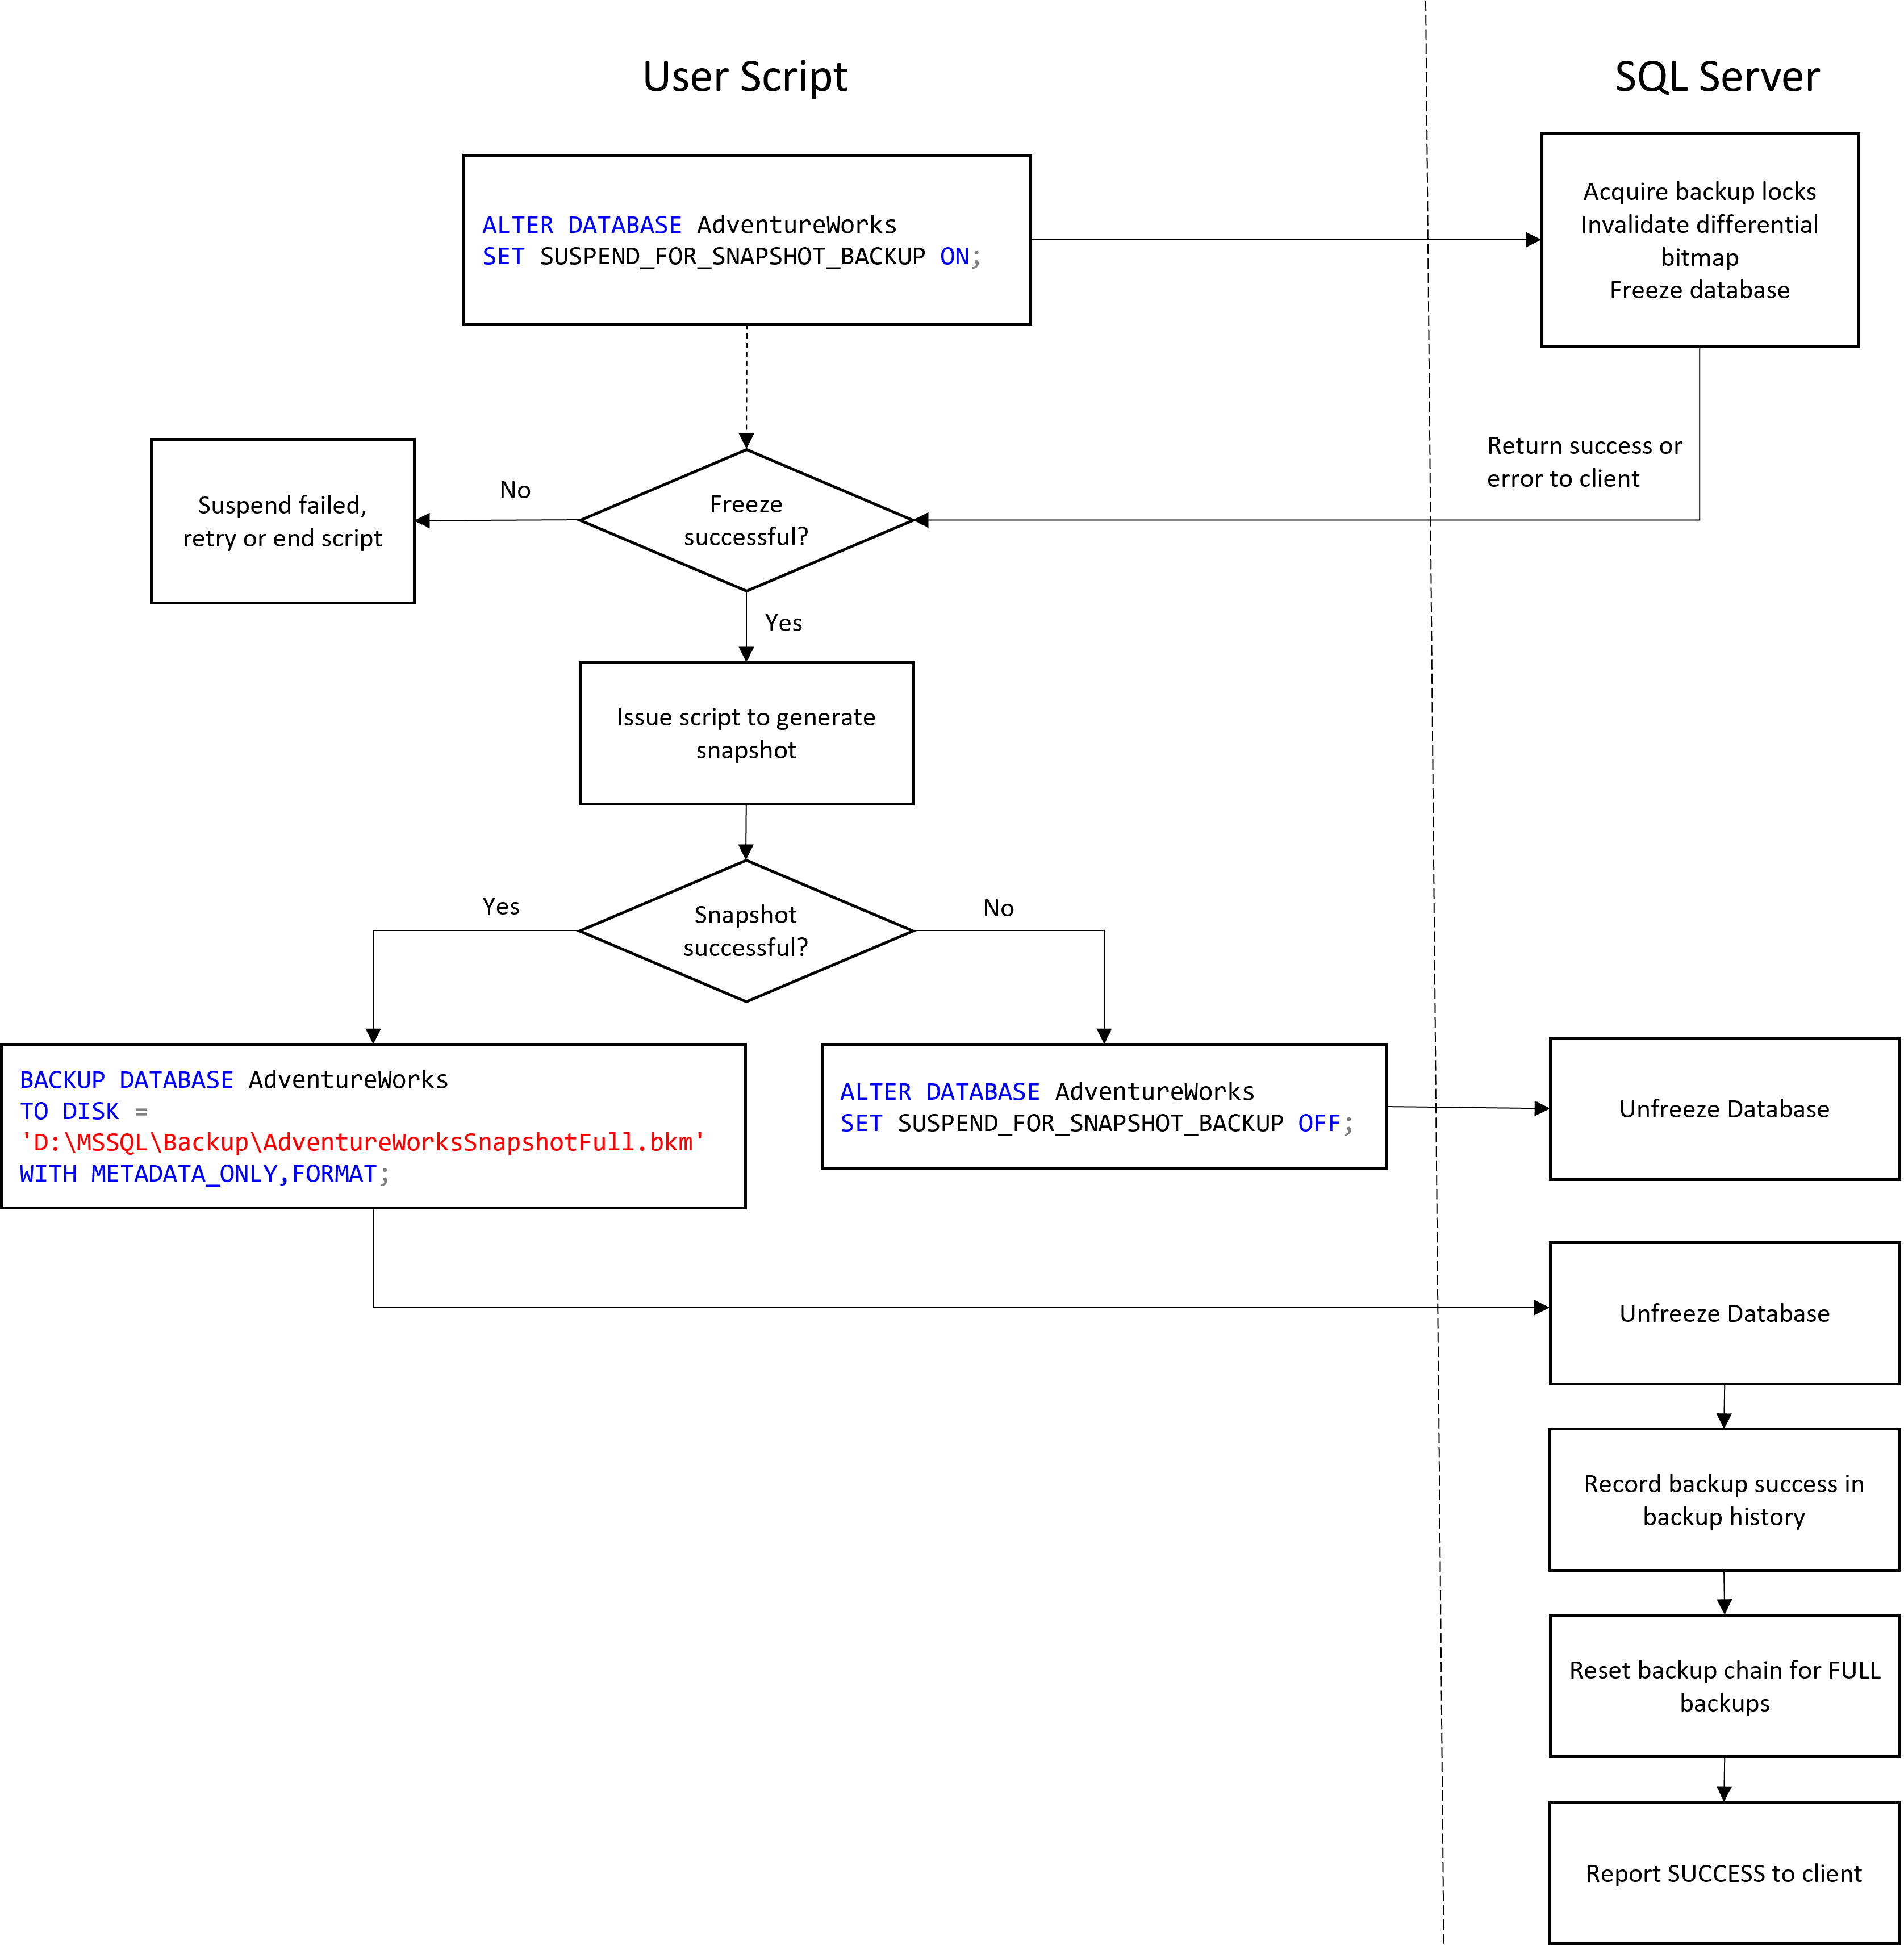 User Script
SQL Server
ALTER DATABASE AdventureWorks
SET SUSPEND_FOR_SNAPSHOT_BACKUP ON;
Acquire backup locks
Invalidate differential
bitmap
Freeze database
Return success or
error to client
Suspend failed,
retry or end script
No
Freeze
successful?
Yes
Issue script to generate
snapshot
Yes
Snapshot
successful?
No
BACKUP DATABASE AdventureWorks
TO DISK =
'D:\MSSQL\Backup\AdventureWorksSnapshotFull.bkm'
WITH METADATA_ONLY,FORMAT;
ALTER DATABASE AdventureWorks
SET SUSPEND_FOR_SNAPSHOT_BACKUP OFF;
Unfreeze Database
Unfreeze Database
Record backup success in
backup history
Reset backup chain for FULL
backups
Report SUCCESS to client